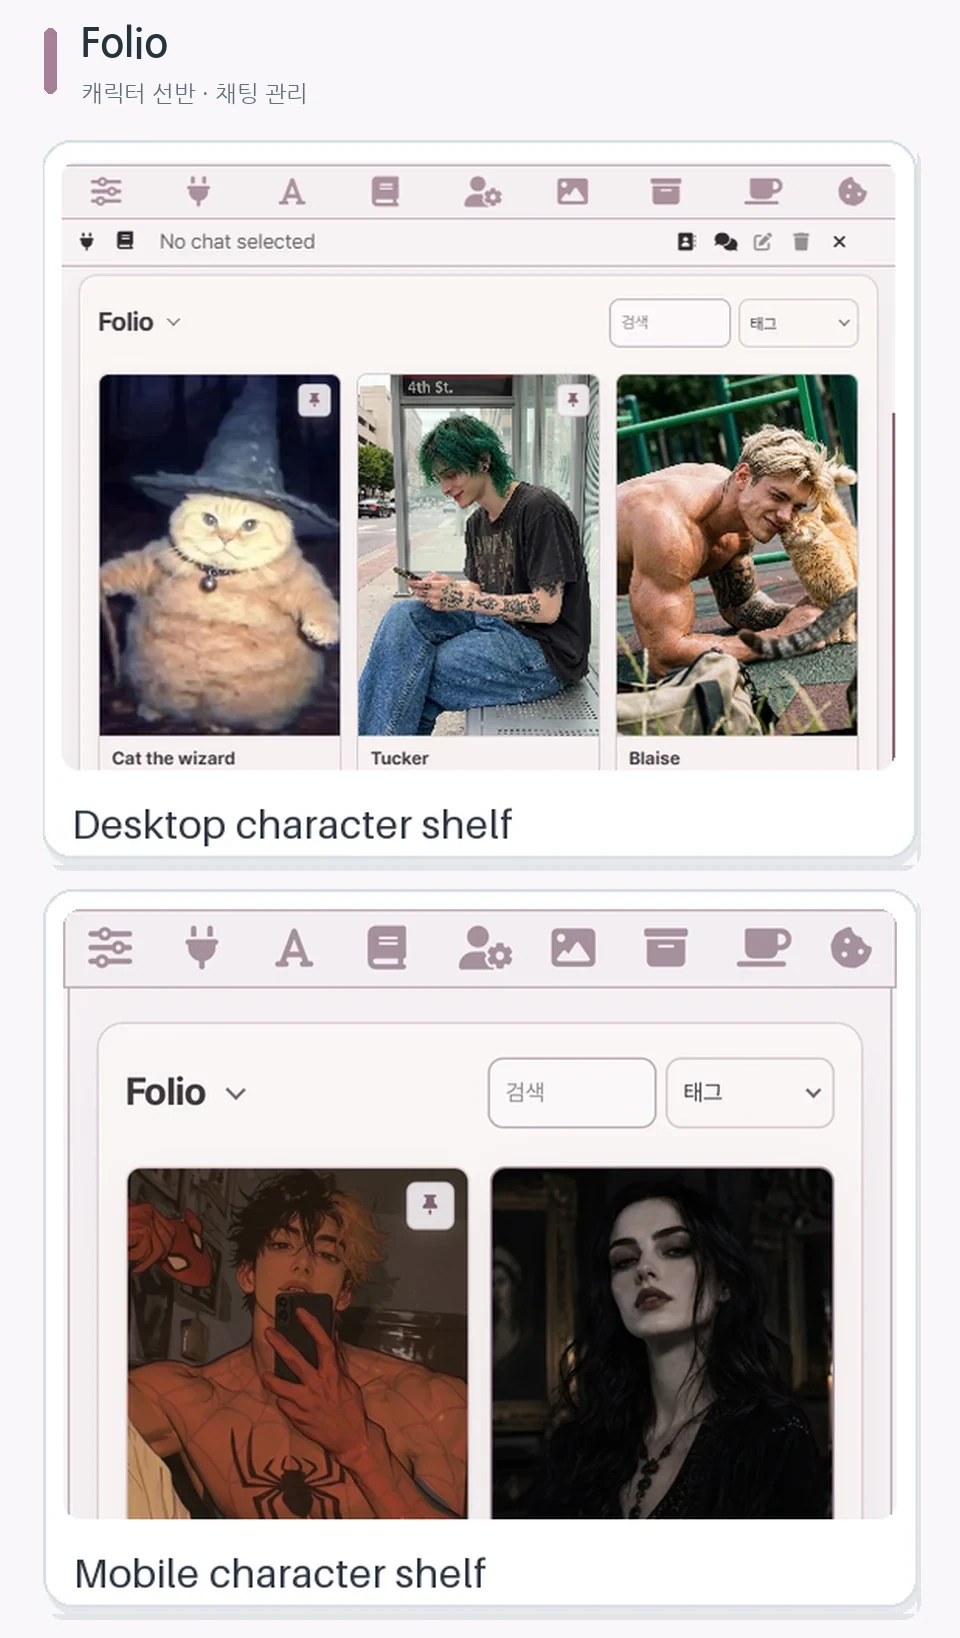 Folio
캐릭터 선반 · 채팅 관리
No chat selected
Folio
검색
태그
4th St.
Cat the wizard
Tucker
Blaise
Desktop character shelf
Folio
검색
태그
Mobile character shelf